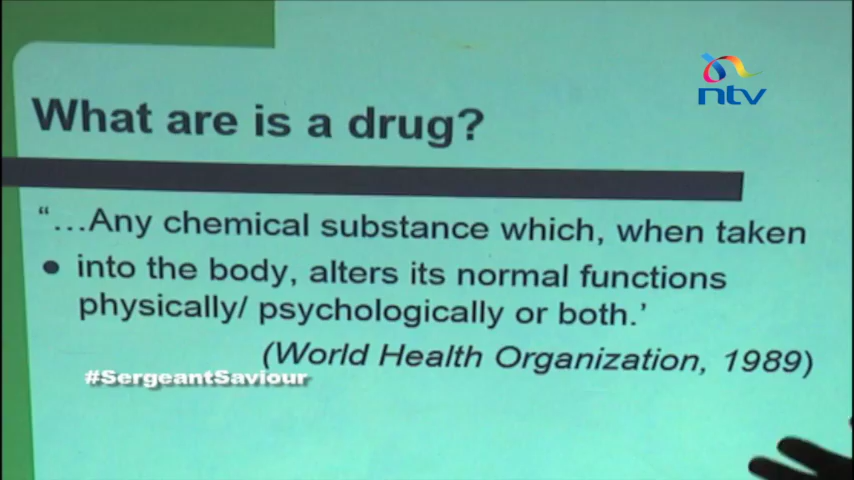 ntv
What are is a drug?
“...Any chemical substance which, when taken
● into the body, alters its normal functions
physically/ psychologically or both.’
(World Health Organization, 1989)
#SergeantSaviour